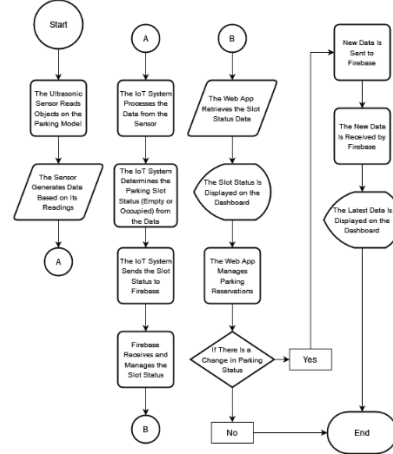 Start
The Ultrasonic
Sensor Reads
Objects on the
Parking Model
The Sensor
Generates Data
Based on Its
Readings
A
A
The IoT System
Processes the
Data from the
Sensor
The IoT System
Determines the
Parking Slot
Status (Empty or
Occupied) from
the Data
The IoT System
Sends the Slot
Status to
Firebase
Firebase
Receives and
Manages the
Slot Status
B
B
The Web App
Retrieves the Slot
Status Data
The Slot Status Is
Displayed on the
Dashboard
The Web App
Manages
Parking
Reservations
If There Is a
Change in Parking
Status
Yes
No
New Data Is
Sent to
Firebase
The New Data
Is Received by
Firebase
The Latest Data Is
Displayed on the
Dashboard
End